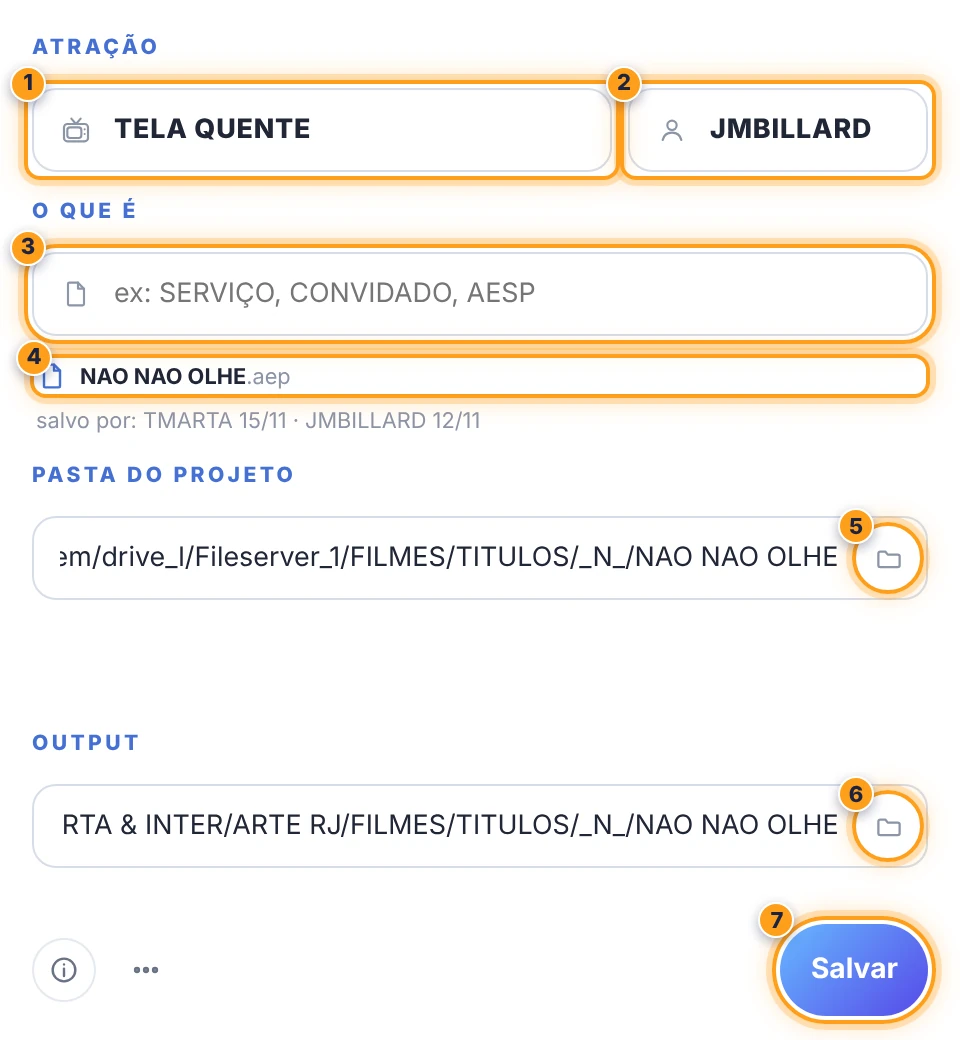 ATRAÇÃO
1 TELA QUENTE 2 JMBILLARD
O QUE É
3 ex: SERVIÇO, CONVIDADO, AESP
4 NAO NAO OLHE.aep
salvo por: TMARTA 15/11 · JMBILLARD 12/11
PASTA DO PROJETO
5
em/drive_I/Fileserver_1/FILMES/TITULOS/_N_/NAO NAO OLHE
OUTPUT
6
RTA & INTER/ARTE RJ/FILMES/TITULOS/_N_/NAO NAO OLHE
7
Salvar